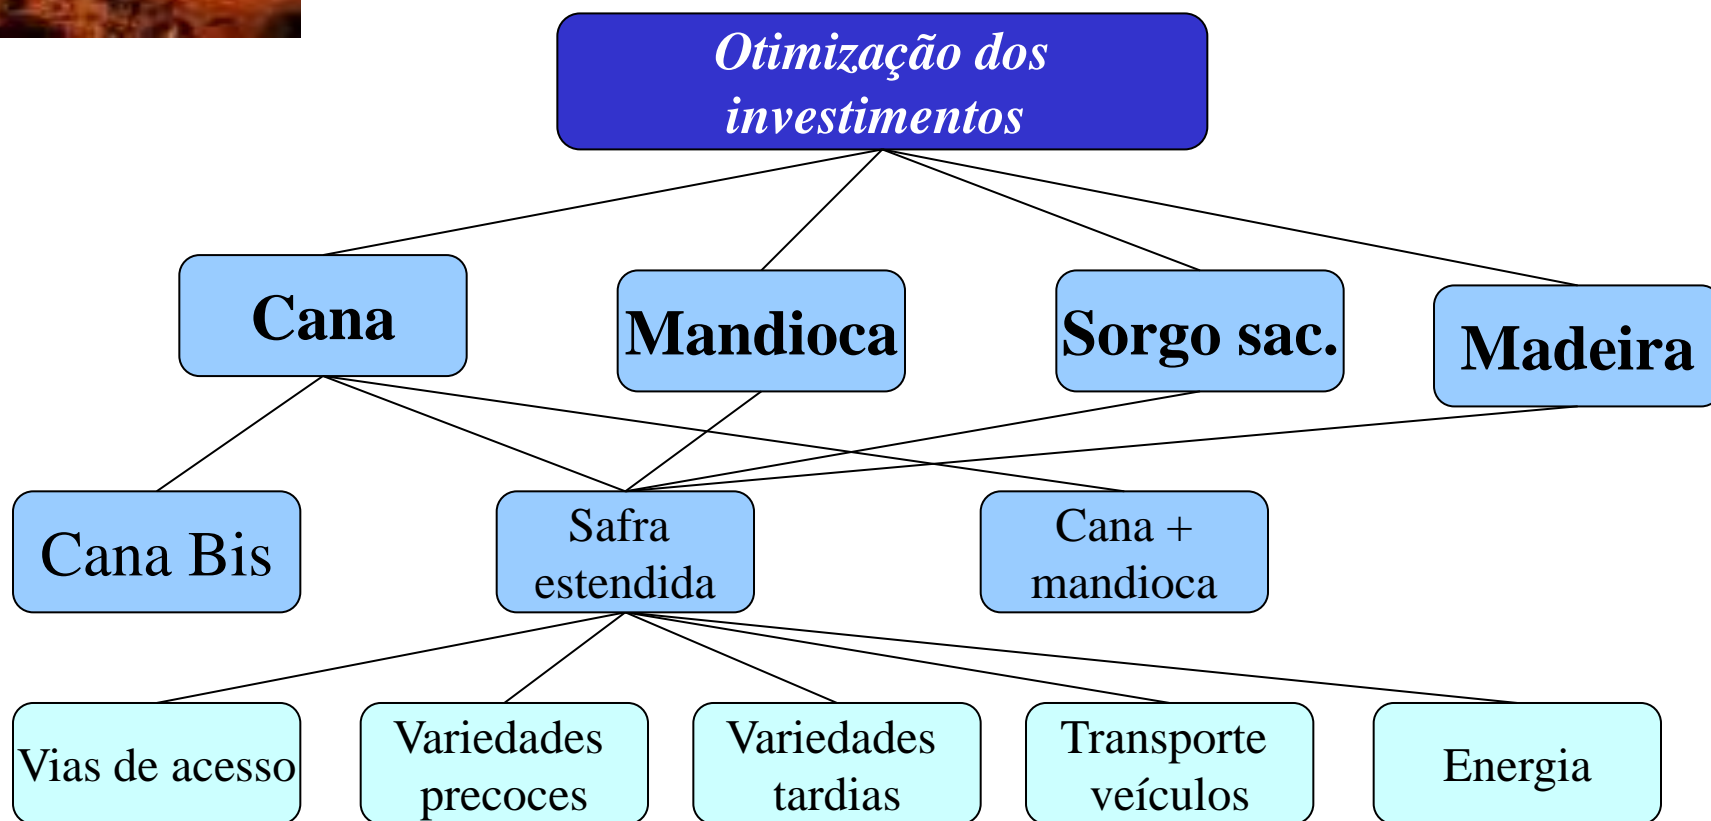 Otimização dos
investimentos
Cana
Mandioca
Sorgo sac.
Madeira
Cana Bis
Safra
estendida
Cana +
mandioca
Vias de acesso
Variedades
precoces
Variedades
tardias
Transporte
veículos
Energia